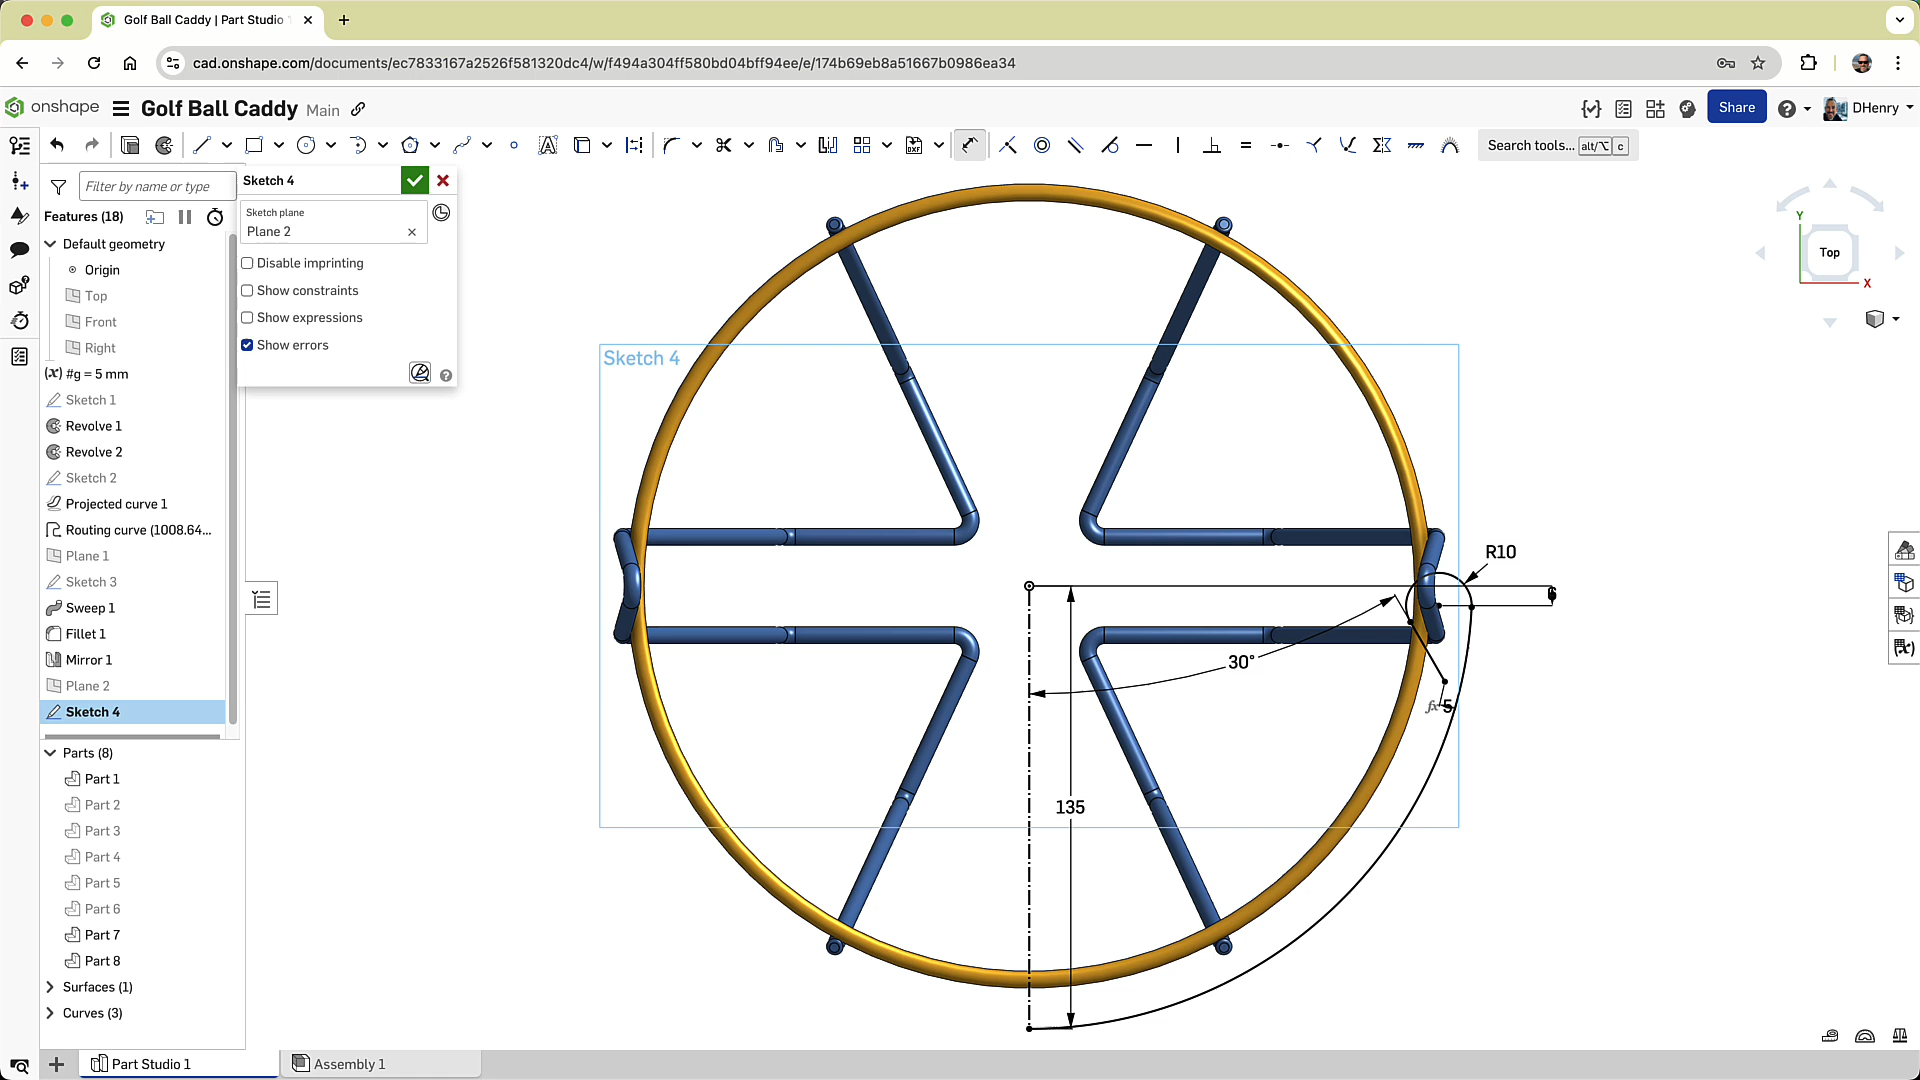 Golf Ball Caddy | Part Studio
cad.onshape.com/documents/ec7833167a2526f581320dc4/w/f494a304ff580bd04bff94ee/e/174b69eb8a51667b0986ea34
onshape
Golf Ball Caddy Main
Share
DHenry
Search tools... alt/⌥ c
Filter by name or type
Features (18)
Default geometry
Origin
Top
Front
Right
(x) #g = 5 mm
Sketch 1
Revolve 1
Revolve 2
Sketch 2
Projected curve 1
Routing curve (1008.64...
Plane 1
Sketch 3
Sweep 1
Fillet 1
Mirror 1
Plane 2
Sketch 4
Parts (8)
Part 1
Part 2
Part 3
Part 4
Part 5
Part 6
Part 7
Part 8
Surfaces (1)
Curves (3)
Sketch 4
Sketch plane
Plane 2
Disable imprinting
Show constraints
Show expressions
Show errors
Sketch 4
R10
30°
fx 5
135
Y
Top
X
(x)
Part Studio 1
Assembly 1